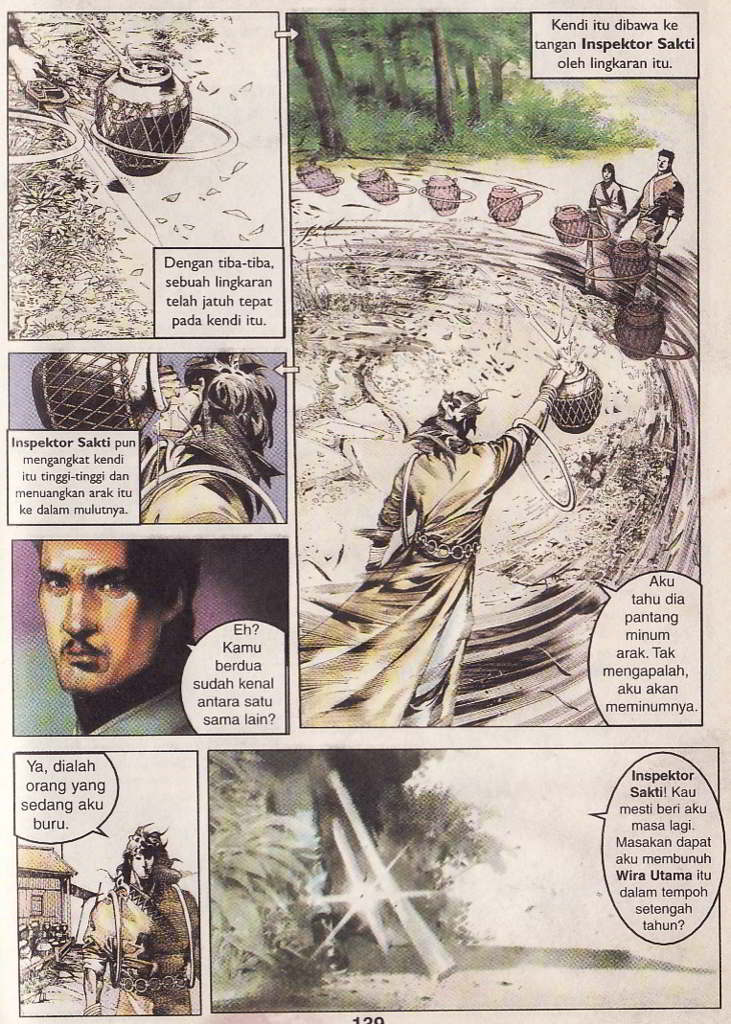 Dengan tiba-tiba,
sebuah lingkaran
telah jatuh tepat
pada kendi itu.
Kendi itu dibawa ke
tangan Inspektor Sakti
oleh lingkaran itu.
Aku
tahu dia
pantang
minum
arak. Tak
mengapalah,
aku akan
meminumnya.
Inspektor Sakti pun
mengangkat kendi
itu tinggi-tinggi dan
menuangkan arak itu
ke dalam mulutnya.
Eh?
Kamu
berdua
sudah kenal
antara satu
sama lain?
Ya, dialah
orang yang
sedang aku
buru.
Inspektor
Sakti! Kau
mesti beri aku
masa lagi.
Masakan dapat
aku membunuh
Wira Utama itu
dalam tempoh
setengah
tahun?
129